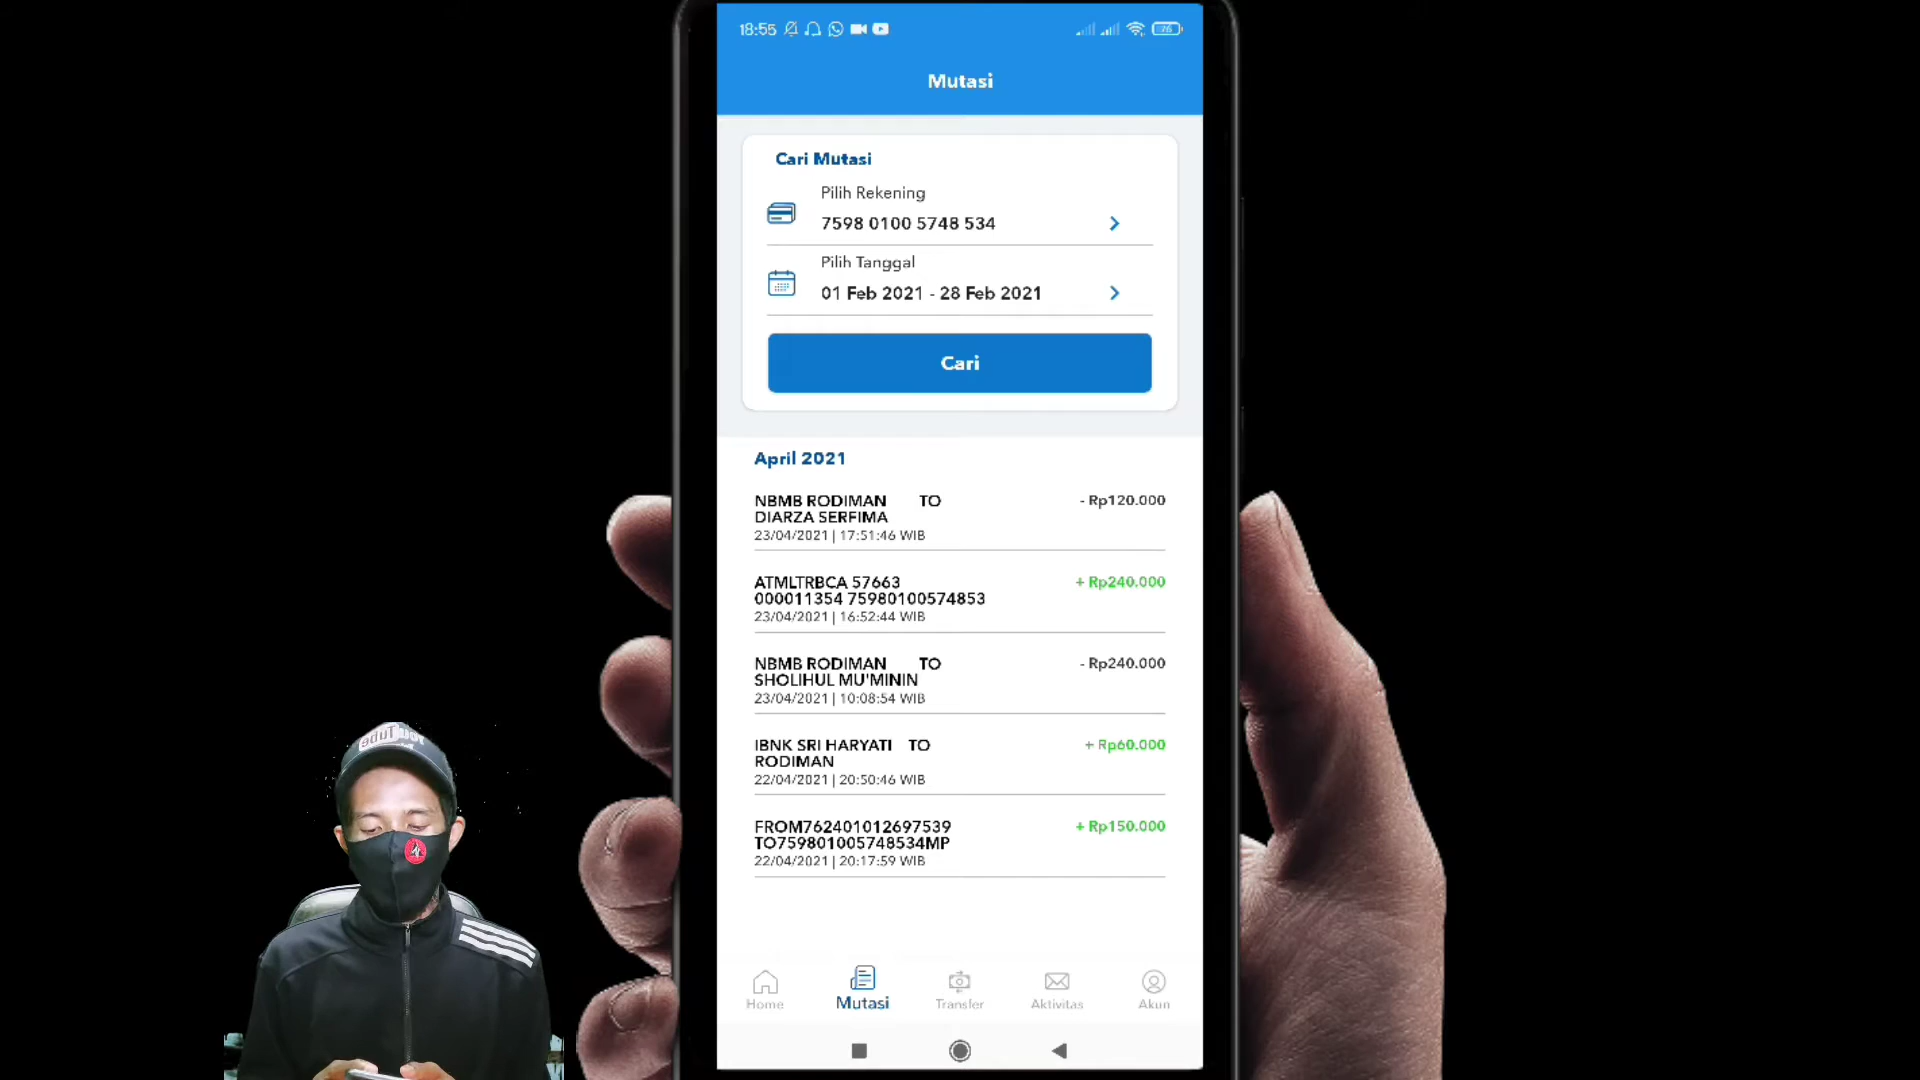 18:55
76
Mutasi
Cari Mutasi
Pilih Rekening
7598 0100 5748 534
Pilih Tanggal
01 Feb 2021 - 28 Feb 2021
Cari
April 2021
NBMB RODIMAN TO - Rp120.000
DIARZA SERFIMA
23/04/2021 | 17:51:46 WIB
ATMLTRBCA 57663 + Rp240.000
000011354 75980100574853
23/04/2021 | 16:52:44 WIB
NBMB RODIMAN TO - Rp240.000
SHOLIHUL MU'MININ
23/04/2021 | 10:08:54 WIB
IBNK SRI HARYATI TO + Rp60.000
RODIMAN
22/04/2021 | 20:50:46 WIB
FROM762401012697539 + Rp150.000
TO759801005748534MP
22/04/2021 | 20:17:59 WIB
Home Mutasi Transfer Aktivitas Akun